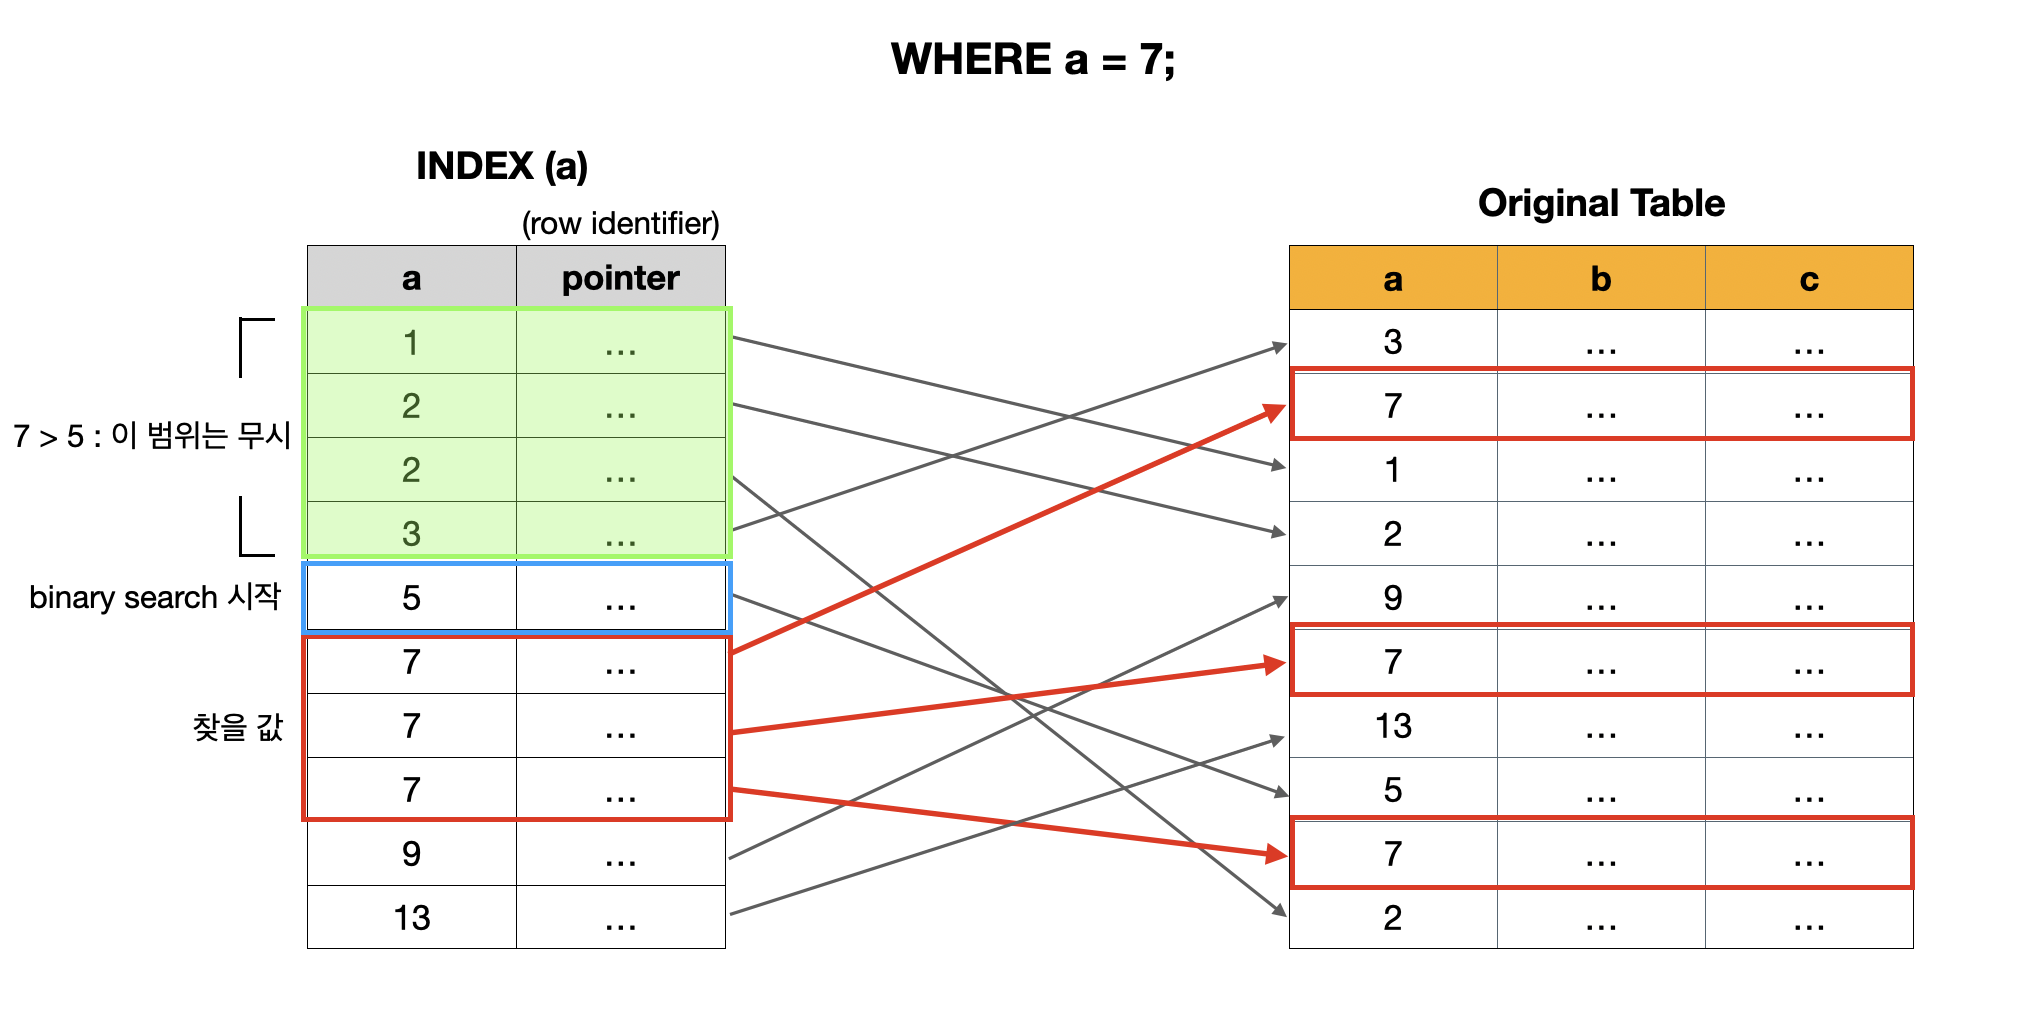 WHERE a = 7;
INDEX (a)
(row identifier)
a pointer
1 ...
2 ...
2 ...
3 ...
5 ...
7 ...
7 ...
7 ...
9 ...
13 ...
7 > 5 : 이 범위는 무시
binary search 시작
찾을 값
Original Table
a b c
3 ... ...
7 ... ...
1 ... ...
2 ... ...
9 ... ...
7 ... ...
13 ... ...
5 ... ...
7 ... ...
2 ... ...